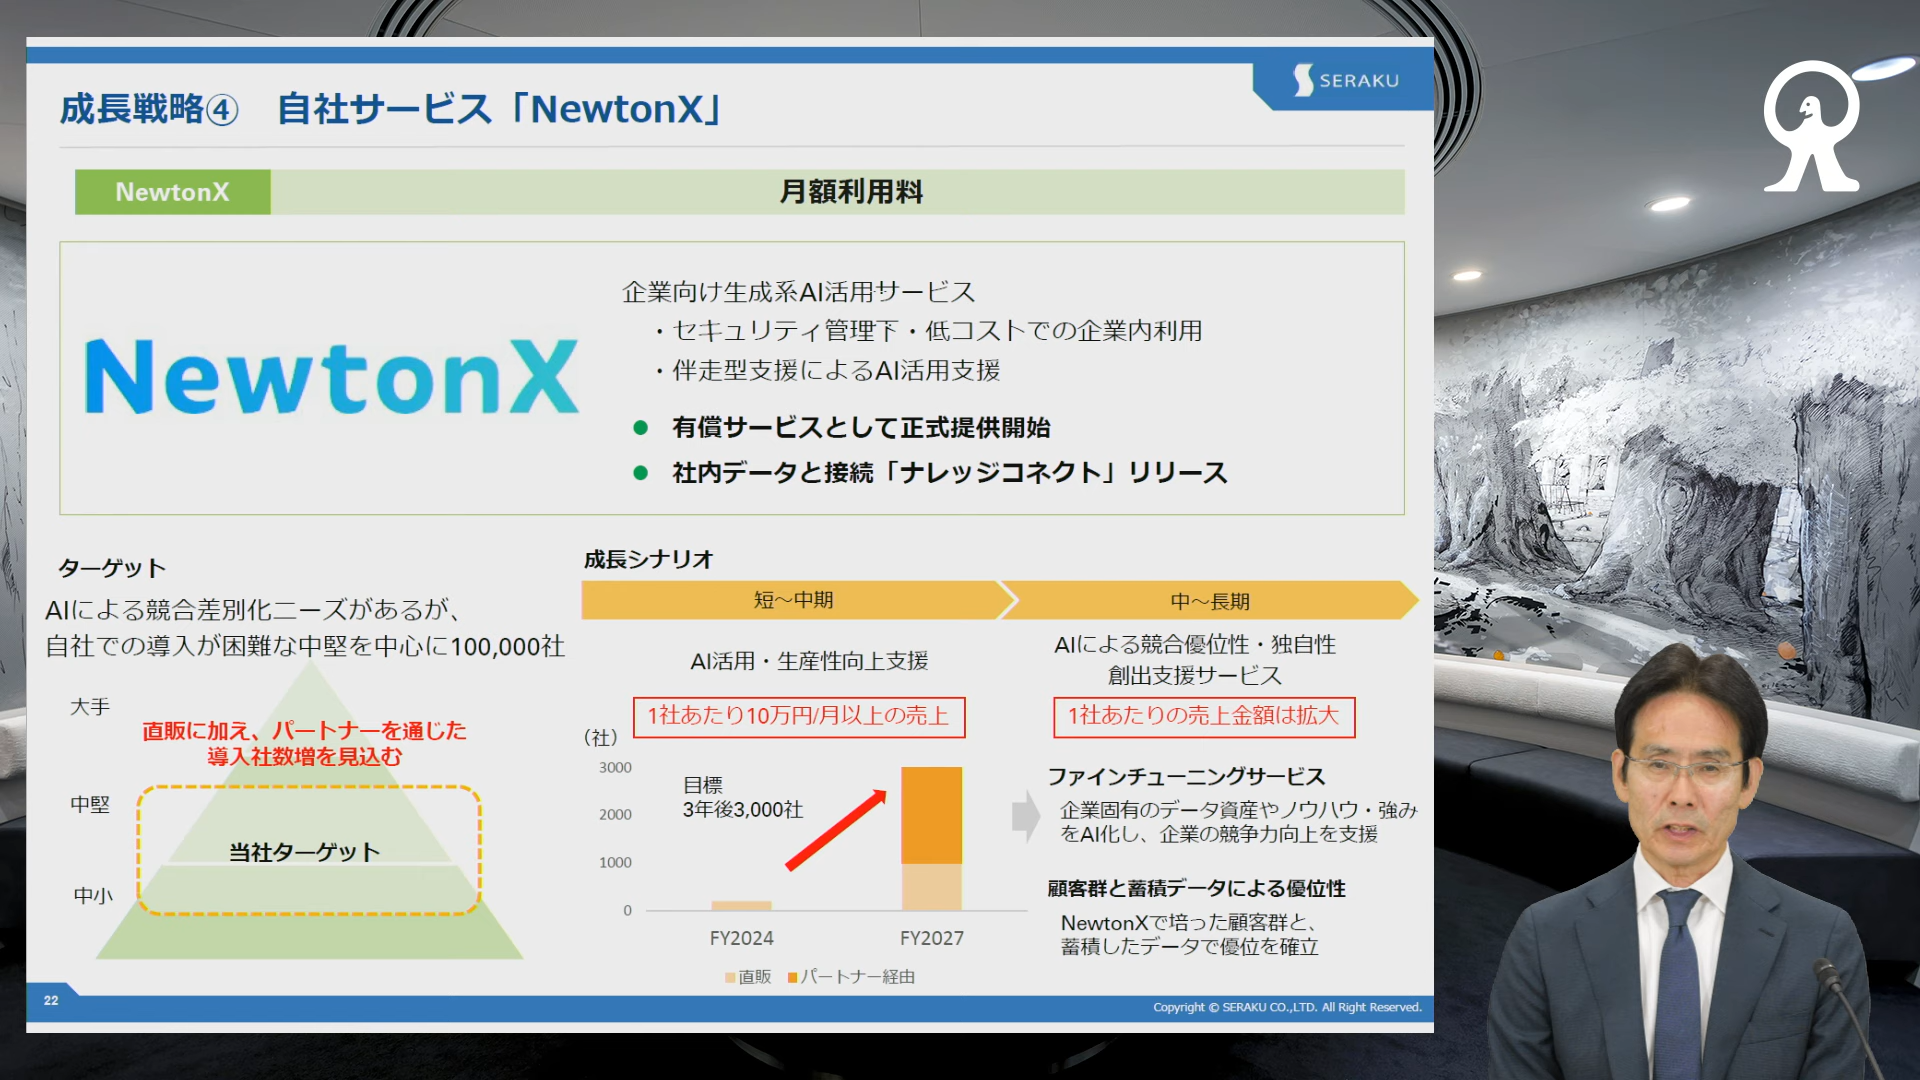 成長戦略④　自社サービス「NewtonX」
SERAKU
NewtonX
月額利用料
NewtonX
企業向け生成系AI活用サービス
・セキュリティ管理下・低コストでの企業内利用
・伴走型支援によるAI活用支援
● 有償サービスとして正式提供開始
● 社内データと接続「ナレッジコネクト」リリース
ターゲット
AIによる競合差別化ニーズがあるが、
自社での導入が困難な中堅を中心に100,000社
大手
直販に加え、パートナーを通じた
導入社数増を見込む
中堅
当社ターゲット
中小
成長シナリオ
短～中期
中～長期
AI活用・生産性向上支援
1社あたり10万円/月以上の売上
（社）
3000
2000
1000
0
目標
3年後3,000社
FY2024
FY2027
直販
パートナー経由
AIによる競合優位性・独自性
創出支援サービス
1社あたりの売上金額は拡大
ファインチューニングサービス
企業固有のデータ資産やノウハウ・強み
をAI化し、企業の競争力向上を支援
顧客群と蓄積データによる優位性
NewtonXで培った顧客群と、
蓄積したデータで優位を確立
22
Copyright © SERAKU CO.,LTD. All Right Reserved.